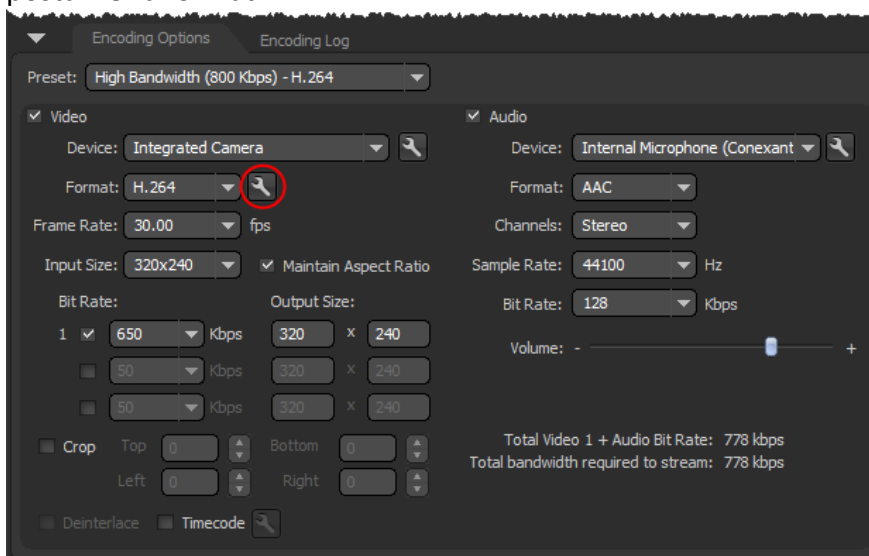 Encoding Options Encoding Log
Preset: High Bandwidth (800 Kbps) - H.264
Video
Device: Integrated Camera
Format: H.264
Frame Rate: 30.00 fps
Input Size: 320x240 Maintain Aspect Ratio
Bit Rate: Output Size:
1 650 Kbps 320 x 240
50 Kbps 320 x 240
50 Kbps 320 x 240
Crop Top 0 Bottom 0
Left 0 Right 0
Deinterlace Timecode
Audio
Device: Internal Microphone (Conexant
Format: AAC
Channels: Stereo
Sample Rate: 44100 Hz
Bit Rate: 128 Kbps
Volume: - +
Total Video 1 + Audio Bit Rate: 778 kbps
Total bandwidth required to stream: 778 kbps